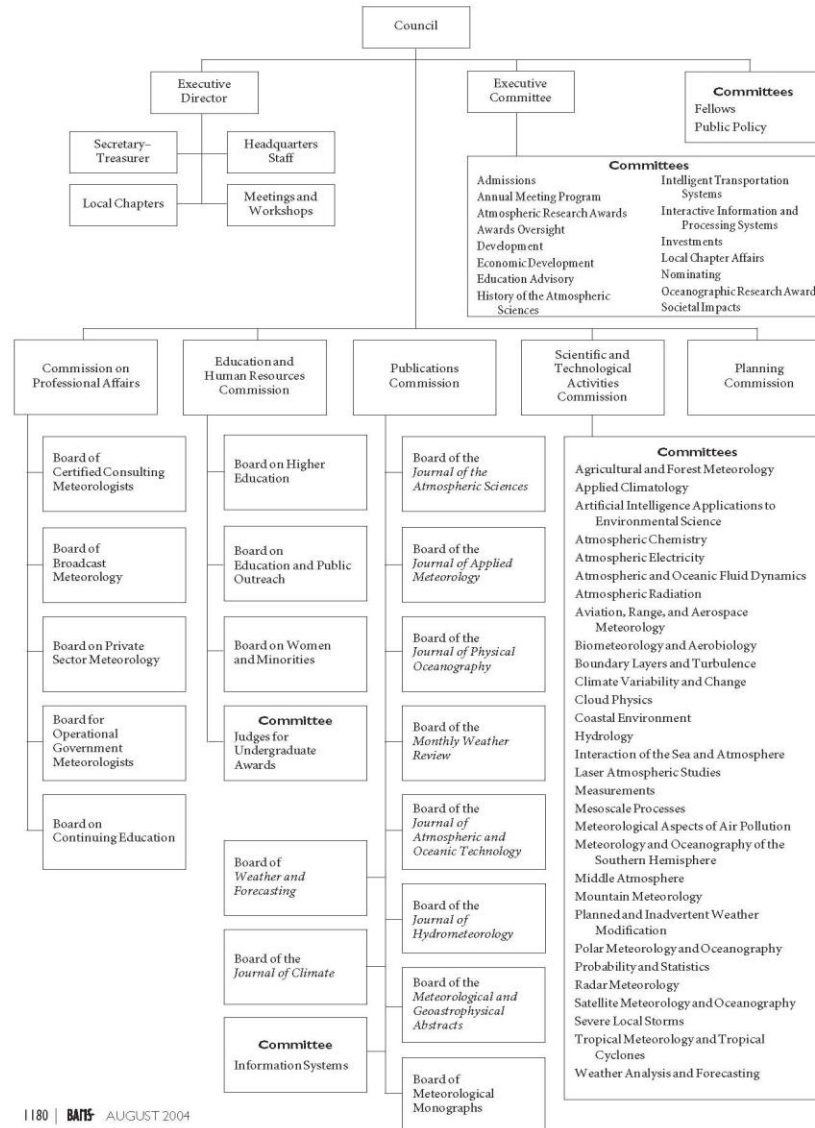 Council
Executive
Director
Executive
Committee
Committees
Fellows
Public Policy
Secretary–
Treasurer
Headquarters
Staff
Local Chapters
Meetings and
Workshops
Committees
Admissions
Annual Meeting Program
Atmospheric Research Awards
Awards Oversight
Development
Economic Development
Education Advisory
History of the Atmospheric
Sciences
Intelligent Transportation
Systems
Interactive Information and
Processing Systems
Investments
Local Chapter Affairs
Nominating
Oceanographic Research Award
Societal Impacts
Commission on
Professional Affairs
Education and
Human Resources
Commission
Publications
Commission
Scientific and
Technological
Activities
Commission
Planning
Commission
Board of
Certified Consulting
Meteorologists
Board of
Broadcast
Meteorology
Board on Private
Sector Meteorology
Board for
Operational
Government
Meteorologists
Board on
Continuing Education
Board on Higher
Education
Board on
Education and Public
Outreach
Board on Women
and Minorities
Committee
Judges for
Undergraduate
Awards
Board of
Weather and
Forecasting
Board of the
Journal of Climate
Committee
Information Systems
Board of the
Journal of the
Atmospheric Sciences
Board of the
Journal of Applied
Meteorology
Board of the
Journal of Physical
Oceanography
Board of the
Monthly Weather
Review
Board of the
Journal of
Atmospheric and
Oceanic Technology
Board of the
Journal of
Hydrometeorology
Board of the
Meteorological and
Geoastrophysical
Abstracts
Board of
Meteorological
Monographs
Committees
Agricultural and Forest Meteorology
Applied Climatology
Artificial Intelligence Applications to
Environmental Science
Atmospheric Chemistry
Atmospheric Electricity
Atmospheric and Oceanic Fluid Dynamics
Atmospheric Radiation
Aviation, Range, and Aerospace
Meteorology
Biometeorology and Aerobiology
Boundary Layers and Turbulence
Climate Variability and Change
Cloud Physics
Coastal Environment
Hydrology
Interaction of the Sea and Atmosphere
Laser Atmospheric Studies
Measurements
Mesoscale Processes
Meteorological Aspects of Air Pollution
Meteorology and Oceanography of the
Southern Hemisphere
Middle Atmosphere
Mountain Meteorology
Planned and Inadvertent Weather
Modification
Polar Meteorology and Oceanography
Probability and Statistics
Radar Meteorology
Satellite Meteorology and Oceanography
Severe Local Storms
Tropical Meteorology and Tropical
Cyclones
Weather Analysis and Forecasting
1180 | BAMS AUGUST 2004